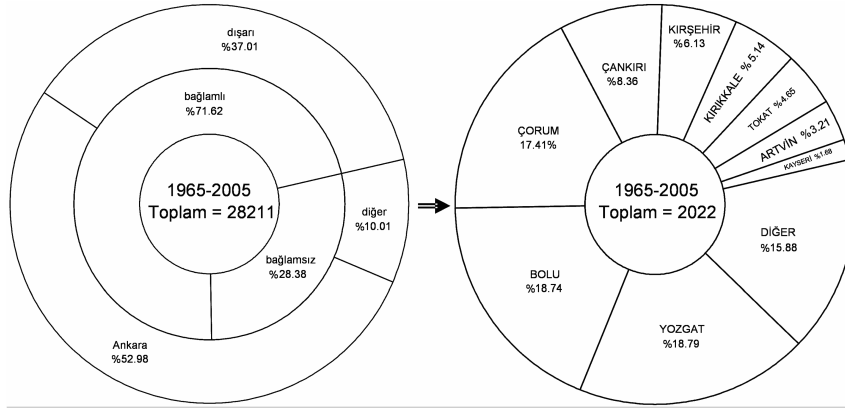 dışarı
%37.01
bağlamlı
%71.62
1965-2005
Toplam = 28211
diğer
%10.01
bağlamsız
%28.38
Ankara
%52.98
KIRŞEHİR
%6.13
ÇANKIRI
%8.36
KIRIKKALE %5.14
TOKAT %4.65
ARTVİN %3.21
KAYSERİ %1.68
ÇORUM
17.41%
1965-2005
Toplam = 2022
DİĞER
%15.88
BOLU
%18.74
YOZGAT
%18.79